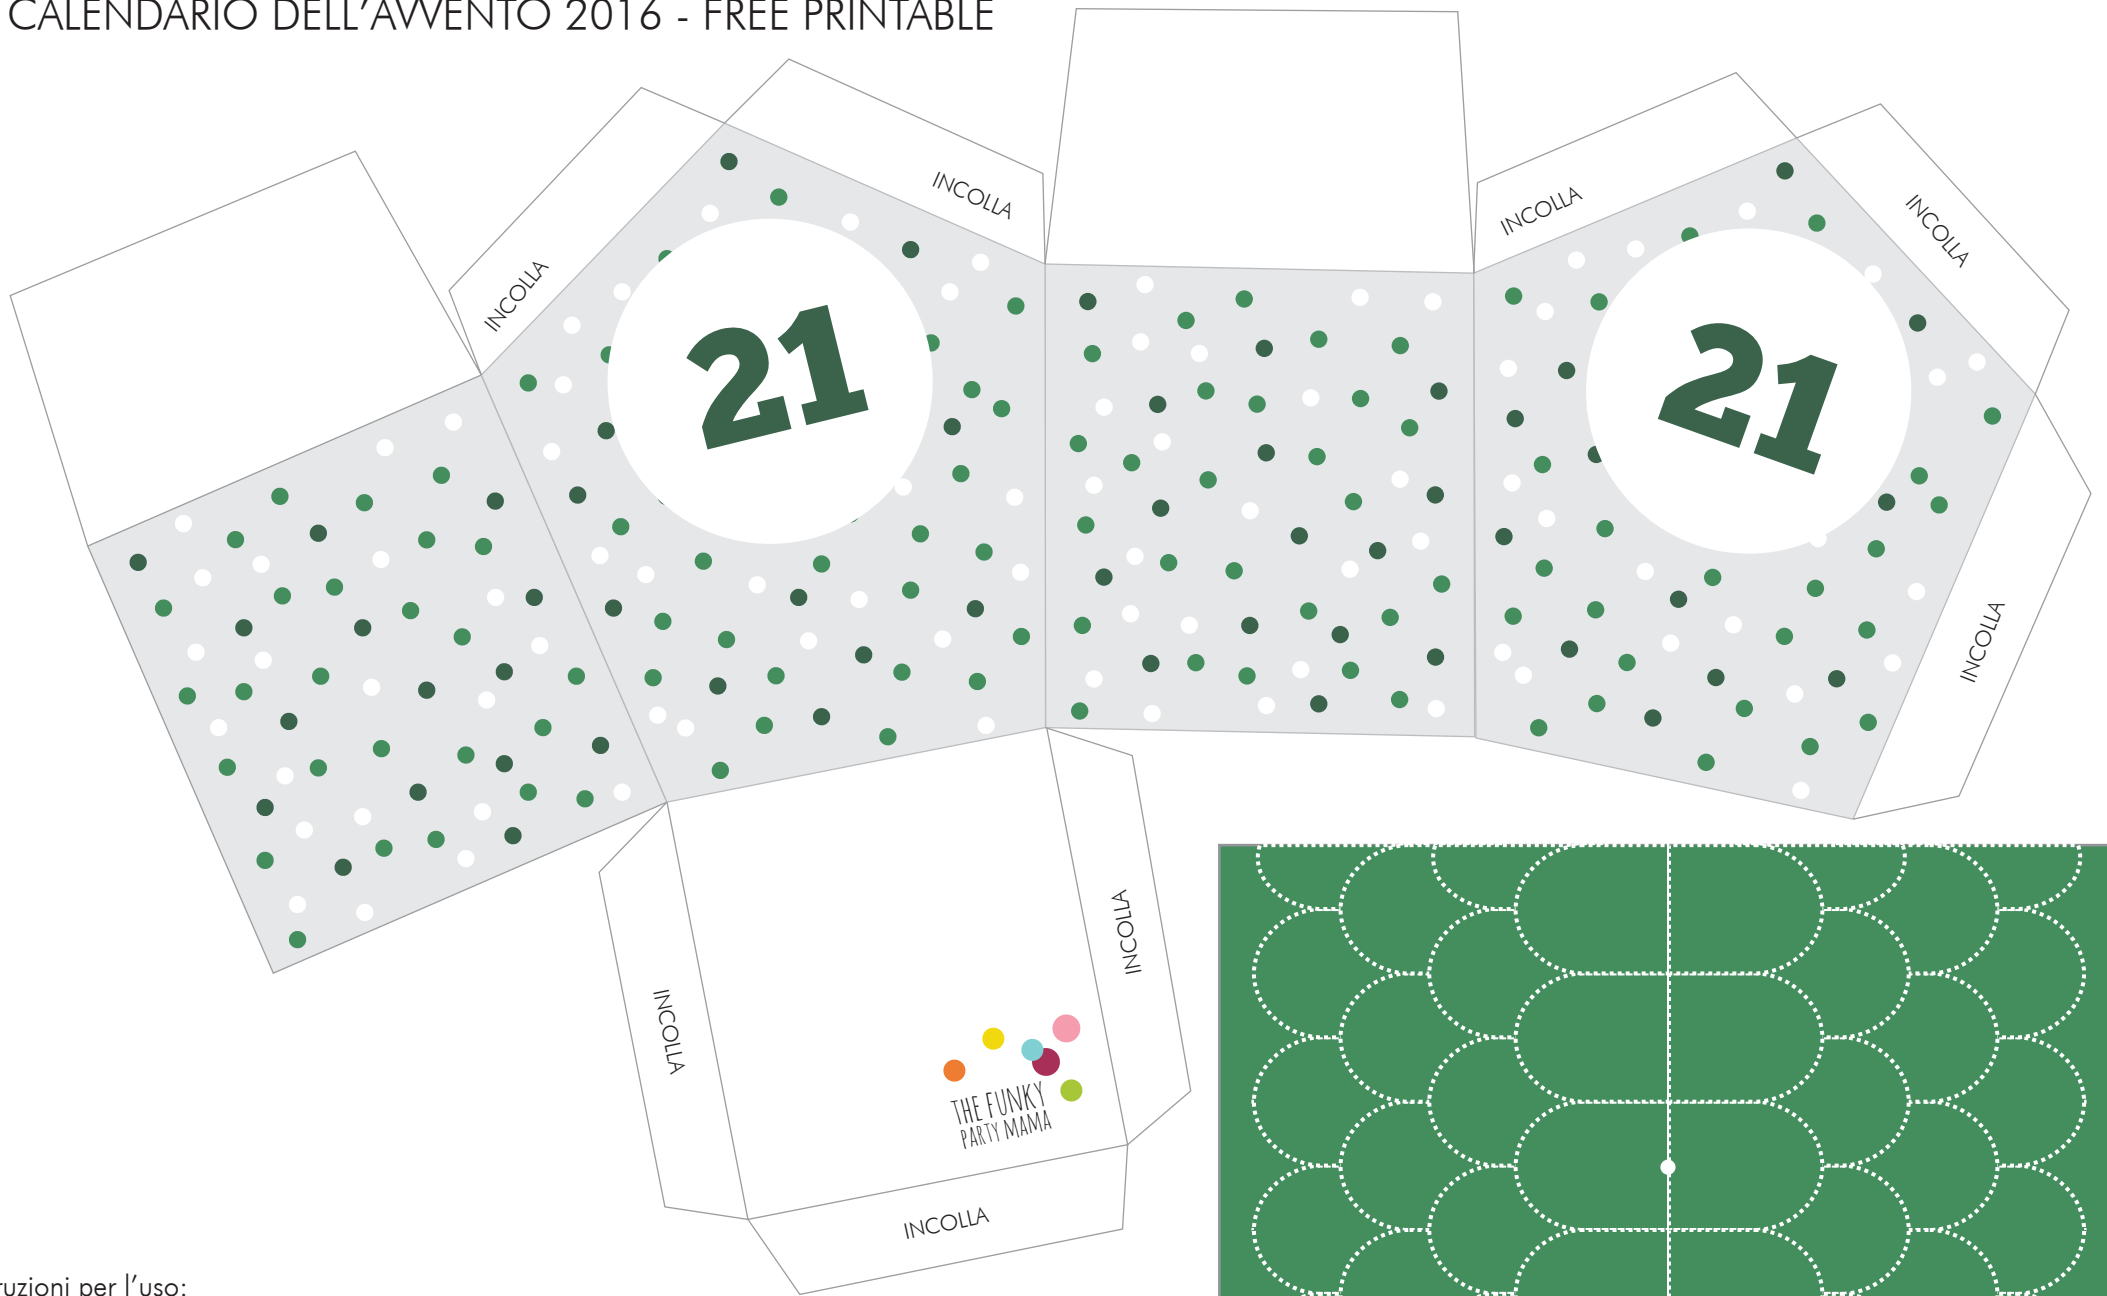 CALENDARIO DELL'AVVENTO 2016 - FREE PRINTABLE
INCOLLA
INCOLLA
INCOLLA
INCOLLA
21
21
INCOLLA
INCOLLA
INCOLLA
THE FUNKY
PARTY MAMA
INCOLLA
ruzioni per l'uso: